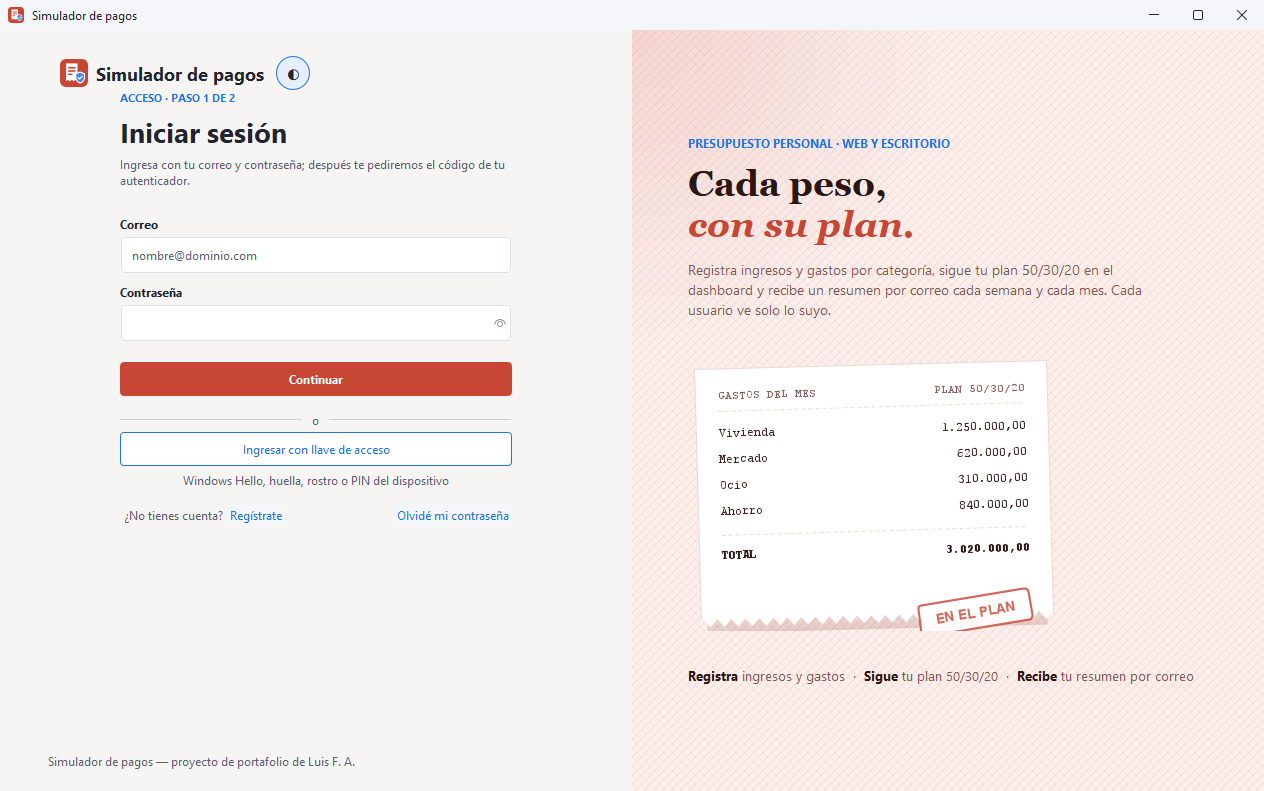 Simulador de pagos
Simulador de pagos
ACCESO · PASO 1 DE 2
Iniciar sesión
Ingresa con tu correo y contraseña; después te pediremos el código de tu
autenticador.
Correo
nombre@dominio.com
Contraseña
Continuar
o
Ingresar con llave de acceso
Windows Hello, huella, rostro o PIN del dispositivo
¿No tienes cuenta? Regístrate Olvidé mi contraseña
Simulador de pagos — proyecto de portafolio de Luis F. A.
PRESUPUESTO PERSONAL · WEB Y ESCRITORIO
Cada peso,
con su plan.
Registra ingresos y gastos por categoría, sigue tu plan 50/30/20 en el
dashboard y recibe un resumen por correo cada semana y cada mes. Cada
usuario ve solo lo suyo.
GASTOS DEL MES PLAN 50/30/20
Vivienda 1.250.000,00
Mercado 620.000,00
Ocio 310.000,00
Ahorro 840.000,00
TOTAL 3.020.000,00
EN EL PLAN
Registra ingresos y gastos · Sigue tu plan 50/30/20 · Recibe tu resumen por correo